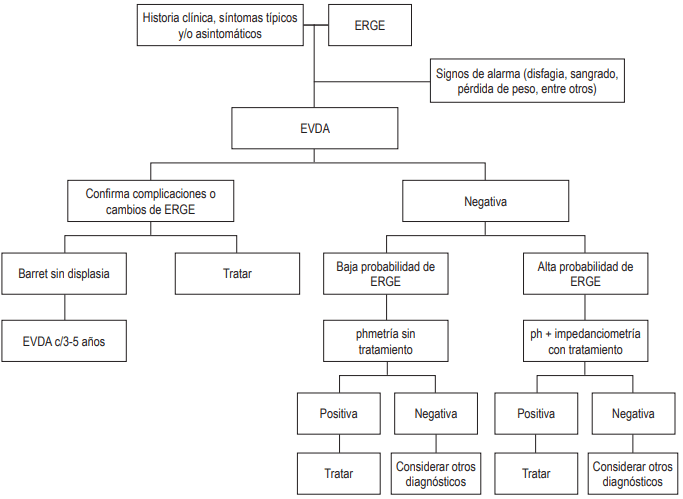 Historia clínica, síntomas típicos
y/o asintomáticos
ERGE
Signos de alarma (disfagia, sangrado,
pérdida de peso, entre otros)
EVDA
Confirma complicaciones o
cambios de ERGE
Negativa
Barret sin displasia
Tratar
Baja probabilidad de
ERGE
Alta probabilidad de
ERGE
EVDA c/3-5 años
phmetría sin
tratamiento
ph + impedanciometría
con tratamiento
Positiva
Negativa
Positiva
Negativa
Tratar
Considerar otros
diagnósticos
Tratar
Considerar otros
diagnósticos